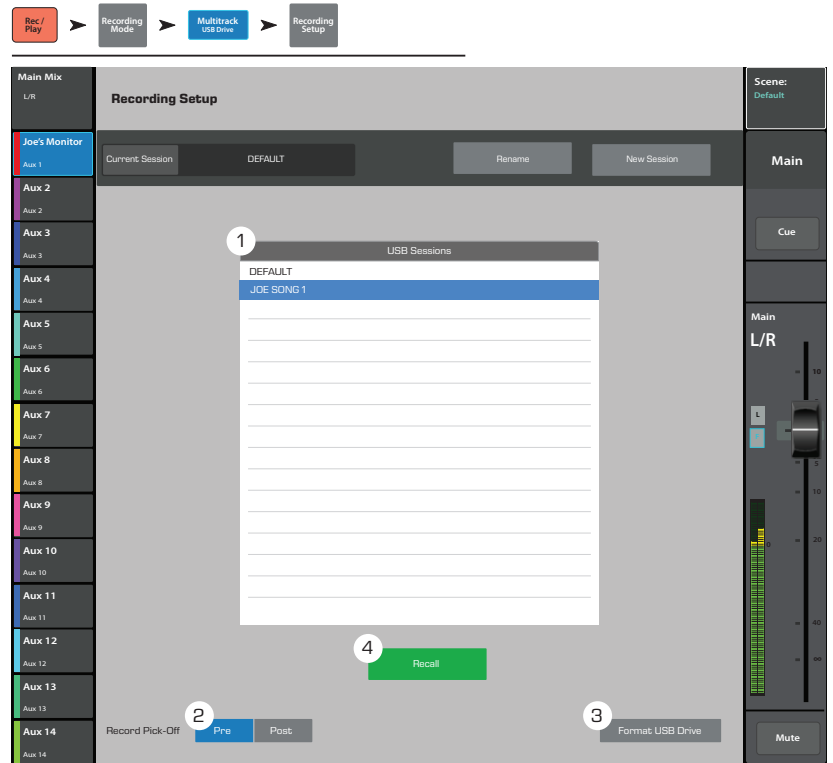 Rec /
Play
Recording
Mode
Multitrack
USB Drive
Recording
Setup
Main Mix
L/R
Recording Setup
Scene:
Default
Joe's Monitor
Aux 1
Current Session
DEFAULT
Rename
New Session
Main
Aux 2
Aux 2
Aux 3
Aux 3
Cue
1
USB Sessions
DEFAULT
JOE SONG 1
Aux 4
Aux 4
Aux 5
Aux 5
Main
L/R
Aux 6
Aux 6
10
Aux 7
Aux 7
L
Aux 8
Aux 8
5
Aux 9
Aux 9
10
Aux 10
Aux 10
0
20
Aux 11
Aux 11
40
Aux 12
Aux 12
4
Recall
∞
Aux 13
Aux 13
Aux 14
Aux 14
Record Pick-Off
2
Pre
Post
3
Format USB Drive
Mute